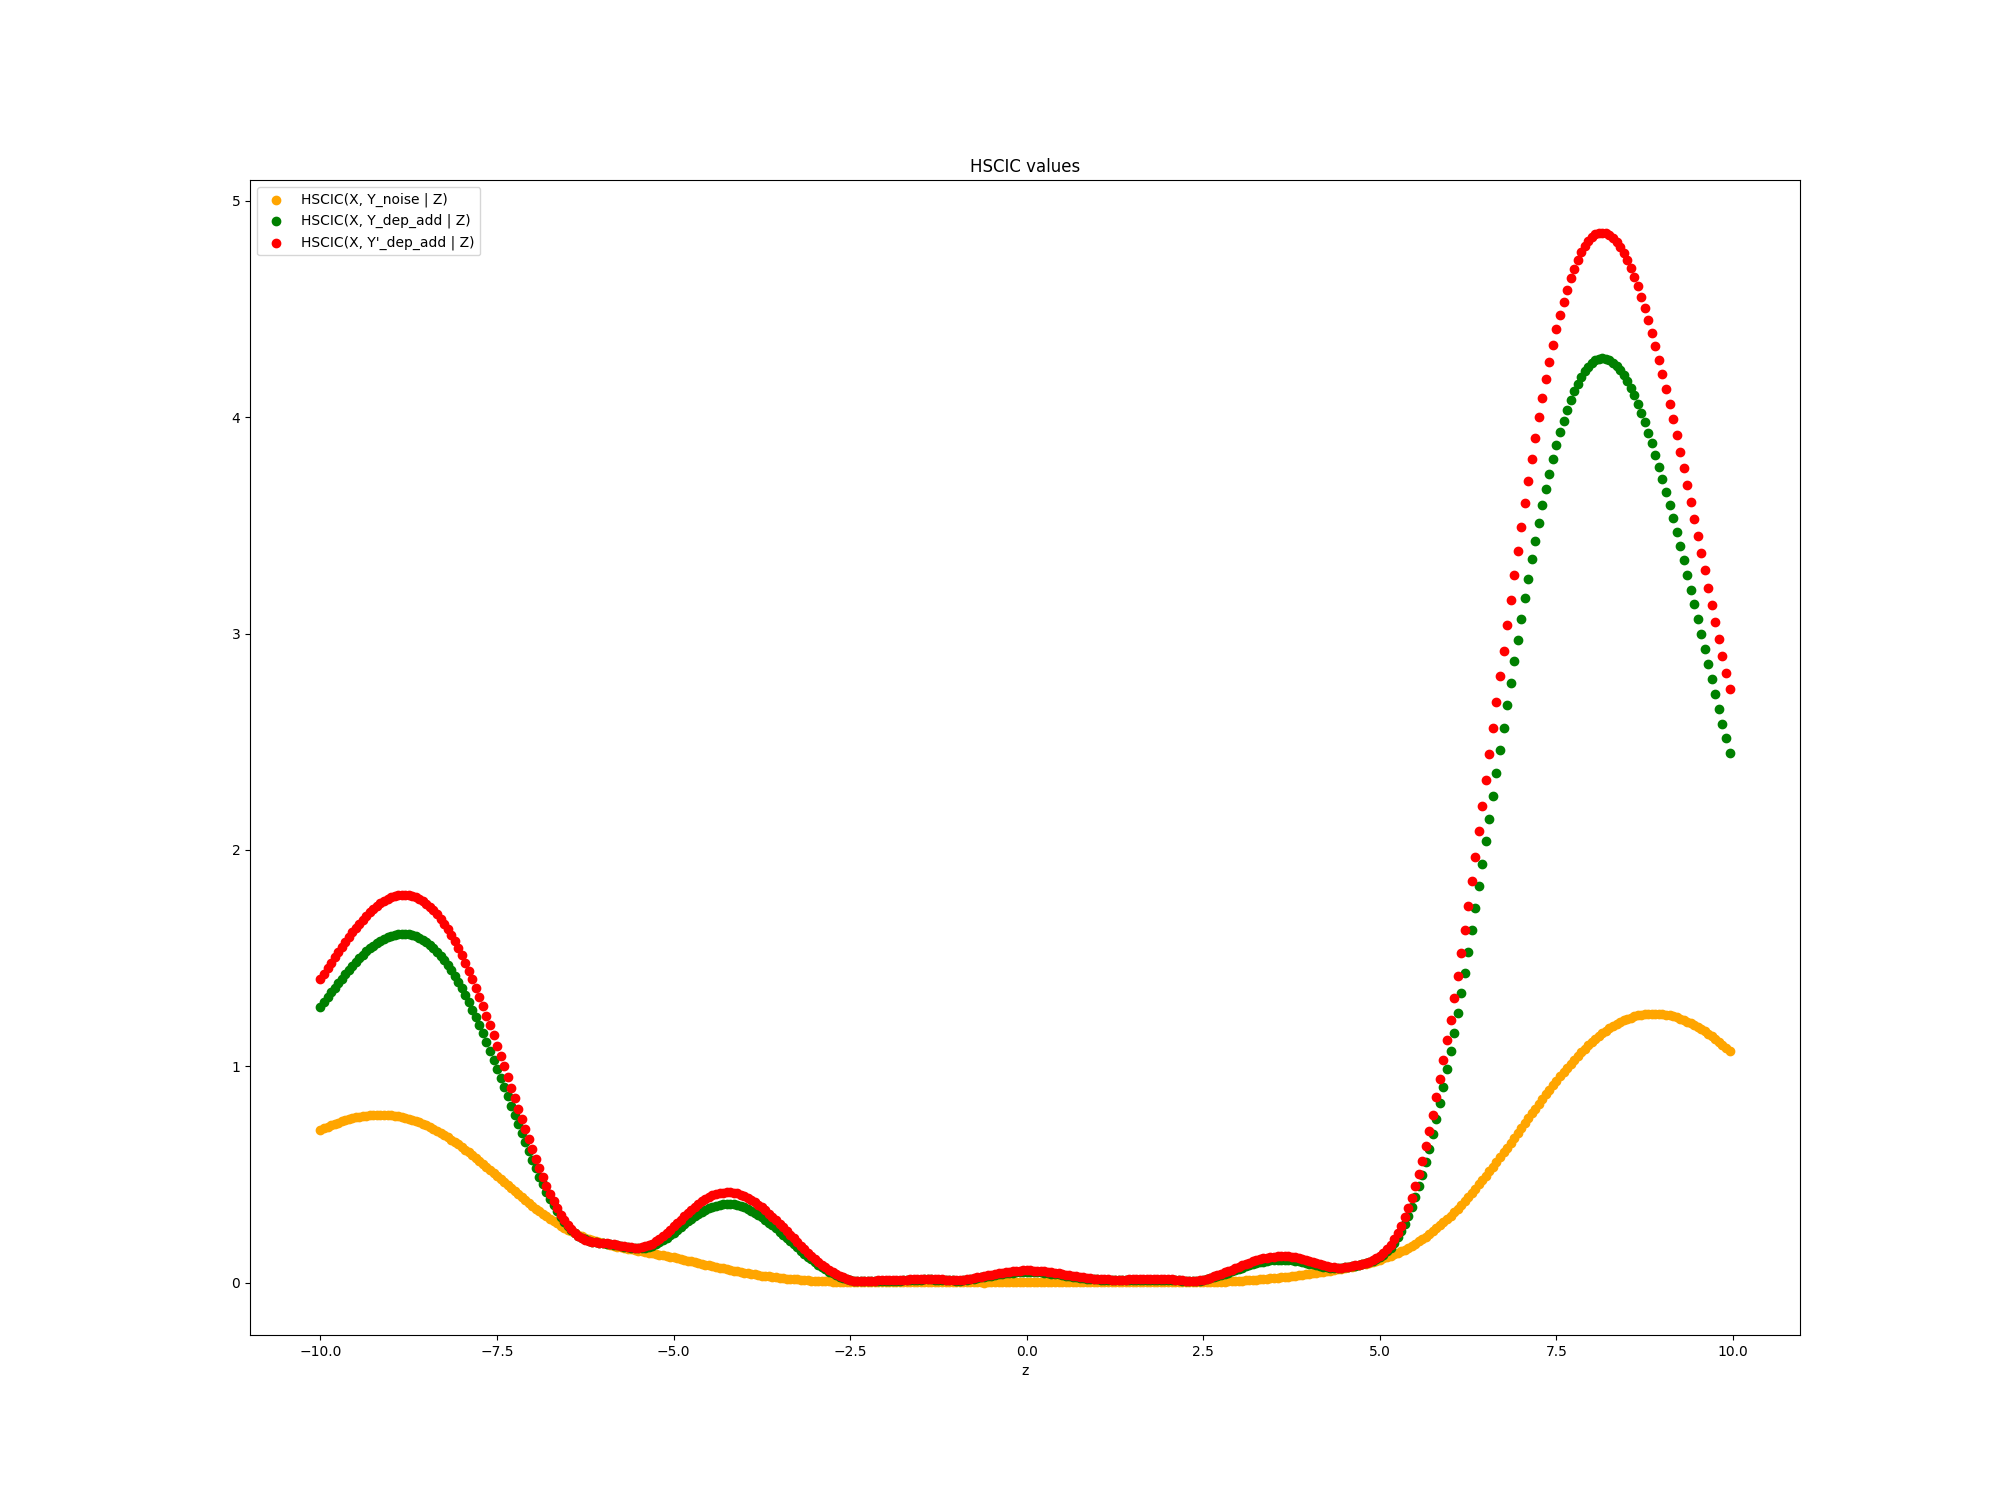 HSCIC values
HSCIC(X, Y_noise | Z)
HSCIC(X, Y_dep_add | Z)
HSCIC(X, Y'_dep_add | Z)
5
4
3
2
1
0
−10.0 −7.5 −5.0 −2.5 0.0 2.5 5.0 7.5 10.0
z